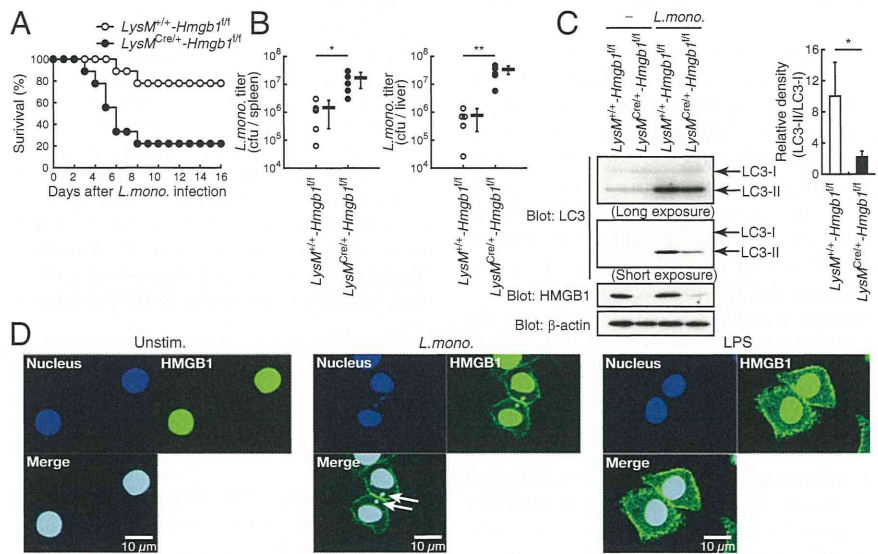 A
LysM+/+-Hmgb1f/f
LysMCre/+-Hmgb1f/f
Survival (%)
100
80
60
40
20
0
0 2 4 6 8 10 12 14 16
Days after L.mono. infection
B
L.mono. titer
(cfu / spleen)
10^8
10^7
10^6
10^5
10^4
*
LysM+/+-Hmgb1f/f
LysMCre/+-Hmgb1f/f
L.mono. titer
(cfu / liver)
10^8
10^7
10^6
10^5
10^4
**
LysM+/+-Hmgb1f/f
LysMCre/+-Hmgb1f/f
C
– L.mono.
LysM+/+-Hmgb1f/f
LysMCre/+-Hmgb1f/f
LysM+/+-Hmgb1f/f
LysMCre/+-Hmgb1f/f
Blot: LC3
LC3-I
LC3-II
(Long exposure)
LC3-I
LC3-II
(Short exposure)
Blot: HMGB1
Blot: β-actin
Relative density
(LC3-II/LC3-I)
16
12
8
4
0
*
LysM+/+-Hmgb1f/f
LysMCre/+-Hmgb1f/f
D
Unstim.
Nucleus
HMGB1
Merge
10 µm
L.mono.
Nucleus
HMGB1
Merge
10 µm
LPS
Nucleus
HMGB1
Merge
10 µm